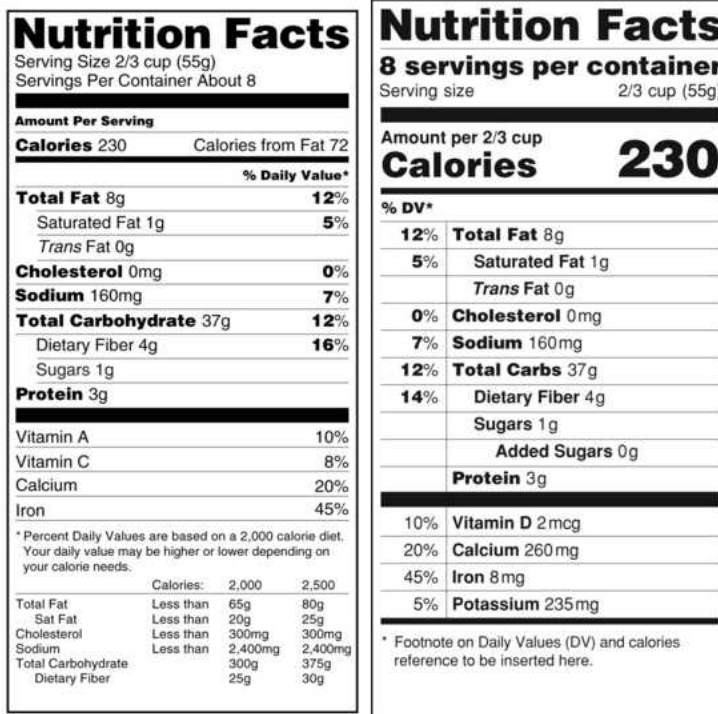 Nutrition Facts
Serving Size 2/3 cup (55g)
Servings Per Container About 8
Amount Per Serving
Calories 230 Calories from Fat 72
% Daily Value*
Total Fat 8g 12%
Saturated Fat 1g 5%
Trans Fat 0g
Cholesterol 0mg 0%
Sodium 160mg 7%
Total Carbohydrate 37g 12%
Dietary Fiber 4g 16%
Sugars 1g
Protein 3g
Vitamin A 10%
Vitamin C 8%
Calcium 20%
Iron 45%
* Percent Daily Values are based on a 2,000 calorie diet.
Your daily value may be higher or lower depending on
your calorie needs.
Calories: 2,000 2,500
Total Fat Less than 65g 80g
Sat Fat Less than 20g 25g
Cholesterol Less than 300mg 300mg
Sodium Less than 2,400mg 2,400mg
Total Carbohydrate 300g 375g
Dietary Fiber 25g 30g
Nutrition Facts
8 servings per container
Serving size 2/3 cup (55g)
Amount per 2/3 cup
Calories 230
% DV*
12% Total Fat 8g
5% Saturated Fat 1g
Trans Fat 0g
0% Cholesterol 0mg
7% Sodium 160mg
12% Total Carbs 37g
14% Dietary Fiber 4g
Sugars 1g
Added Sugars 0g
Protein 3g
10% Vitamin D 2mcg
20% Calcium 260mg
45% Iron 8mg
5% Potassium 235mg
* Footnote on Daily Values (DV) and calories
reference to be inserted here.